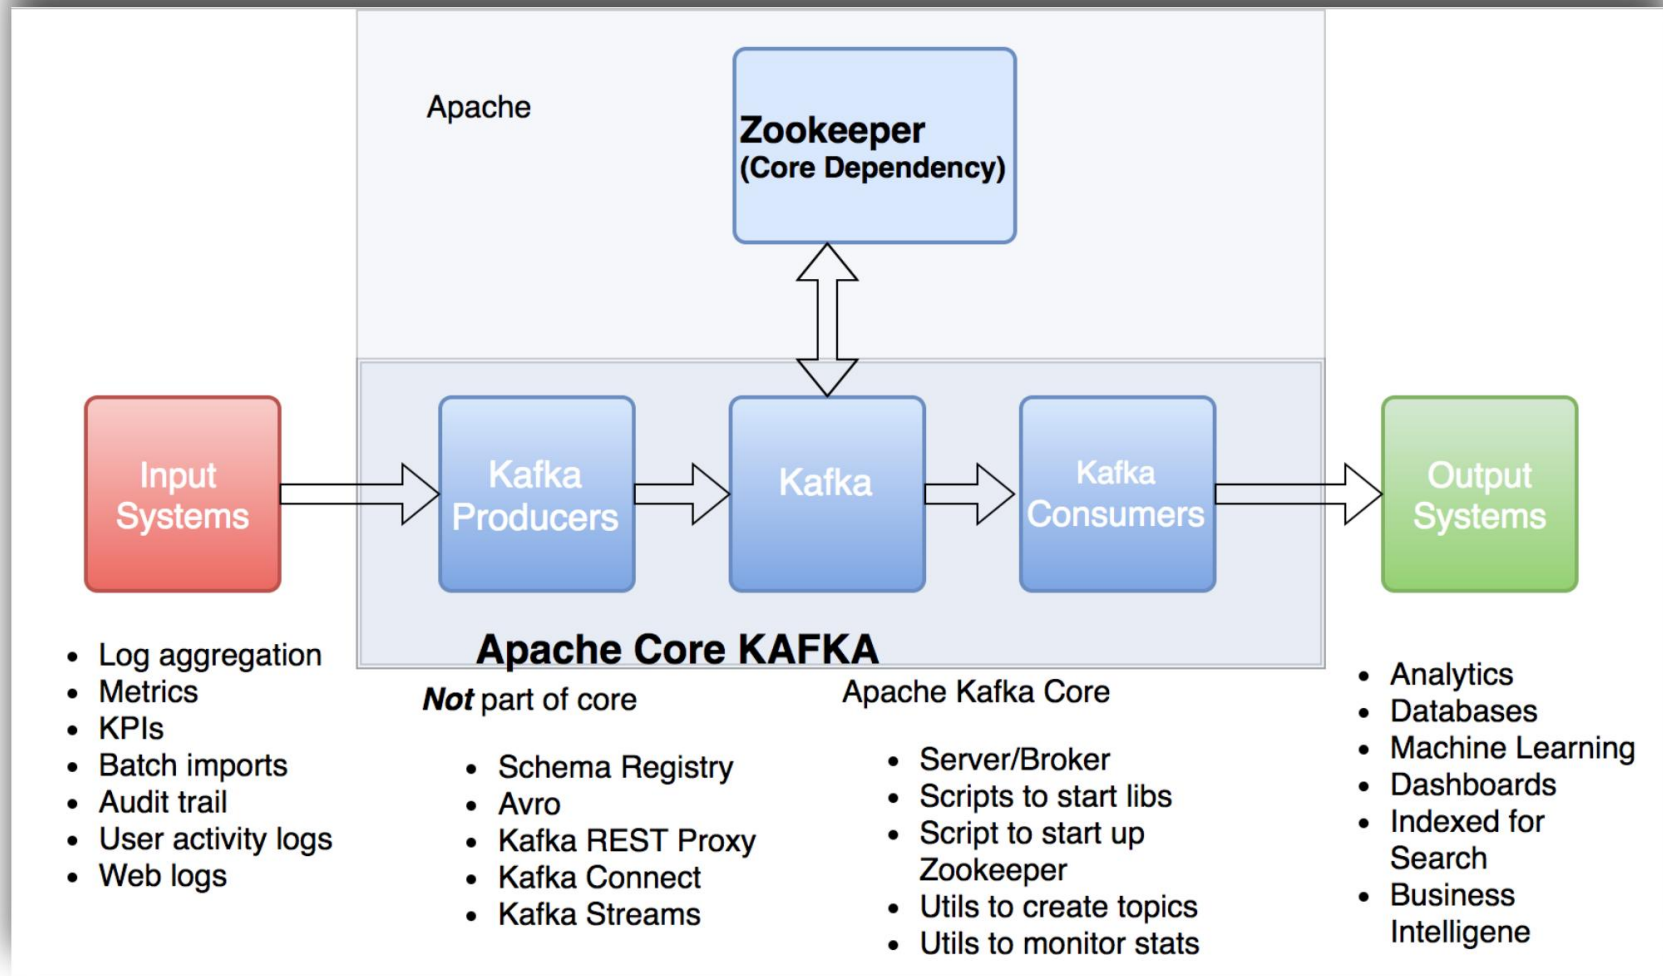 Apache
Zookeeper
(Core Dependency)
Input
Systems
Kafka
Producers
Kafka
Kafka
Consumers
Output
Systems
Apache Core KAFKA
• Log aggregation
• Metrics
• KPIs
• Batch imports
• Audit trail
• User activity logs
• Web logs
Not part of core
• Schema Registry
• Avro
• Kafka REST Proxy
• Kafka Connect
• Kafka Streams
Apache Kafka Core
• Server/Broker
• Scripts to start libs
• Script to start up
Zookeeper
• Utils to create topics
• Utils to monitor stats
• Analytics
• Databases
• Machine Learning
• Dashboards
• Indexed for
Search
• Business
Intelligene